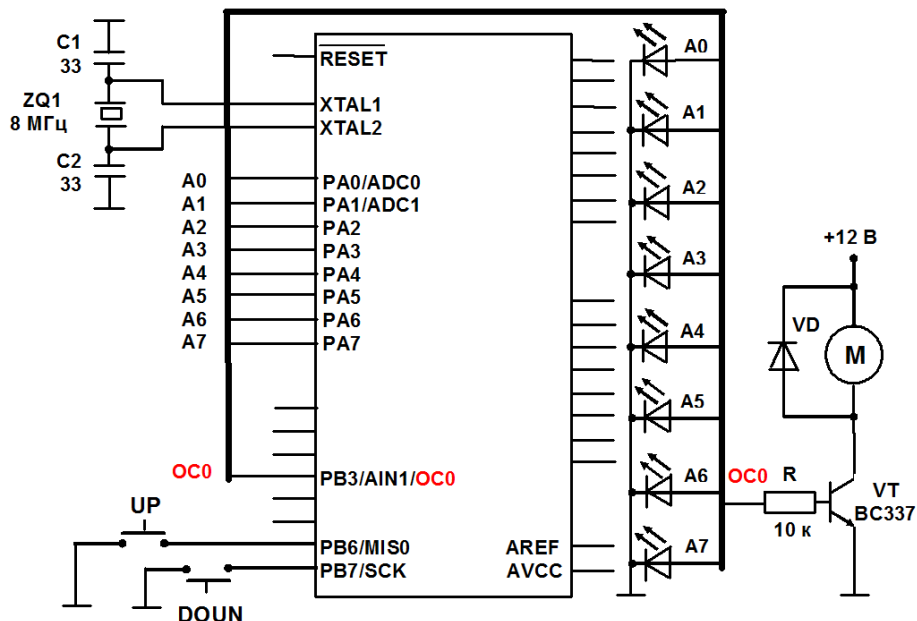 C1
33
ZQ1
8 МГц
C2
33
A0
A1
A2
A3
A4
A5
A6
A7
OC0
UP
DOUN
RESET
XTAL1
XTAL2
PA0/ADC0
PA1/ADC1
PA2
PA3
PA4
PA5
PA6
PA7
PB3/AIN1/OC0
PB6/MIS0
PB7/SCK
AREF
AVCC
A0
A1
A2
A3
A4
A5
A6
A7
OC0
R
10 к
+12 В
VD
M
VT
BC337